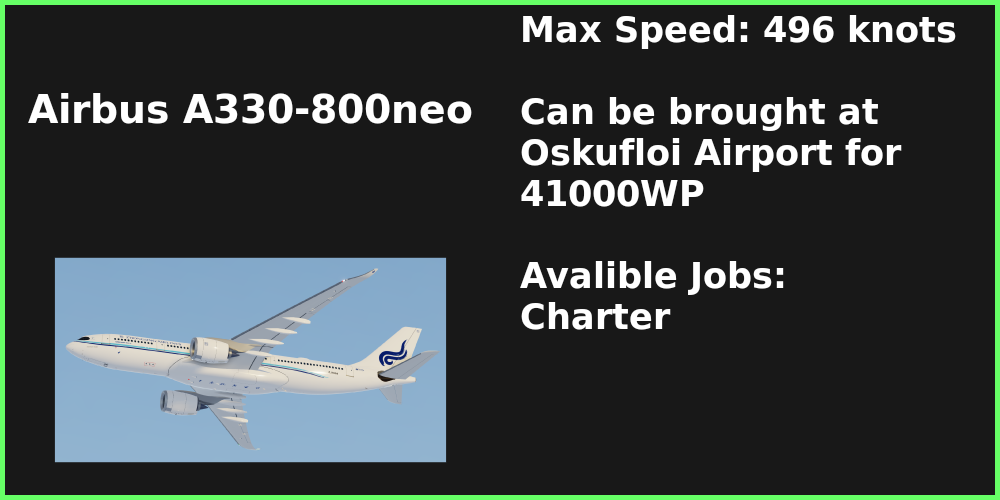 Airbus A330-800neo
Max Speed: 496 knots
Can be brought at
Oskufloi Airport for
41000WP
Avalible Jobs:
Charter